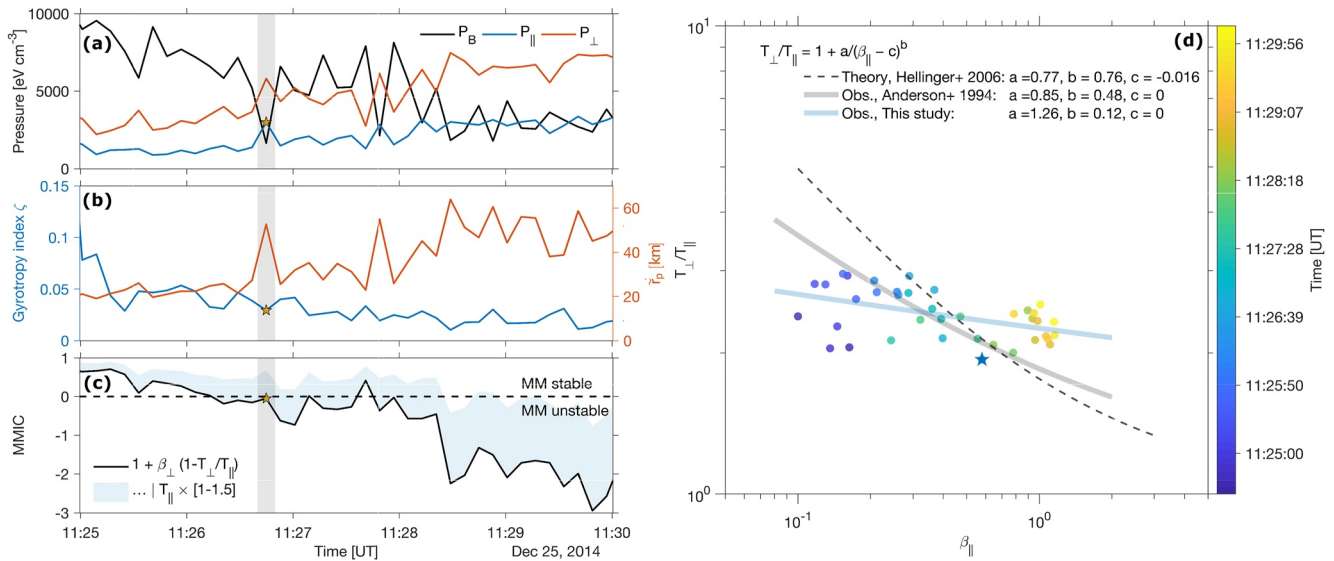 10000
5000
0
Pressure [eV cm⁻³]
(a)
P_B P_∥ P_⊥
0.15
0.1
0.05
0
Gyrotropy index ζ
(b)
60
40
20
0
r̃_p [km]
1
0
-1
-2
-3
MMIC
(c)
MM stable
MM unstable
1 + β_⊥ (1-T_⊥/T_∥)
... | T_∥ × [1-1.5]
11:25 11:26 11:27 11:28 11:29 11:30
Time [UT]
Dec 25, 2014
(d)
T_⊥/T_∥ = 1 + a/(β_∥ – c)^b
Theory, Hellinger+ 2006: a =0.77, b = 0.76, c = -0.016
Obs., Anderson+ 1994: a =0.85, b = 0.48, c = 0
Obs., This study: a =1.26, b = 0.12, c = 0
10¹
10⁰
T_⊥/T_∥
10⁻¹ 10⁰
β_∥
11:29:56
11:29:07
11:28:18
11:27:28
11:26:39
11:25:50
11:25:00
Time [UT]